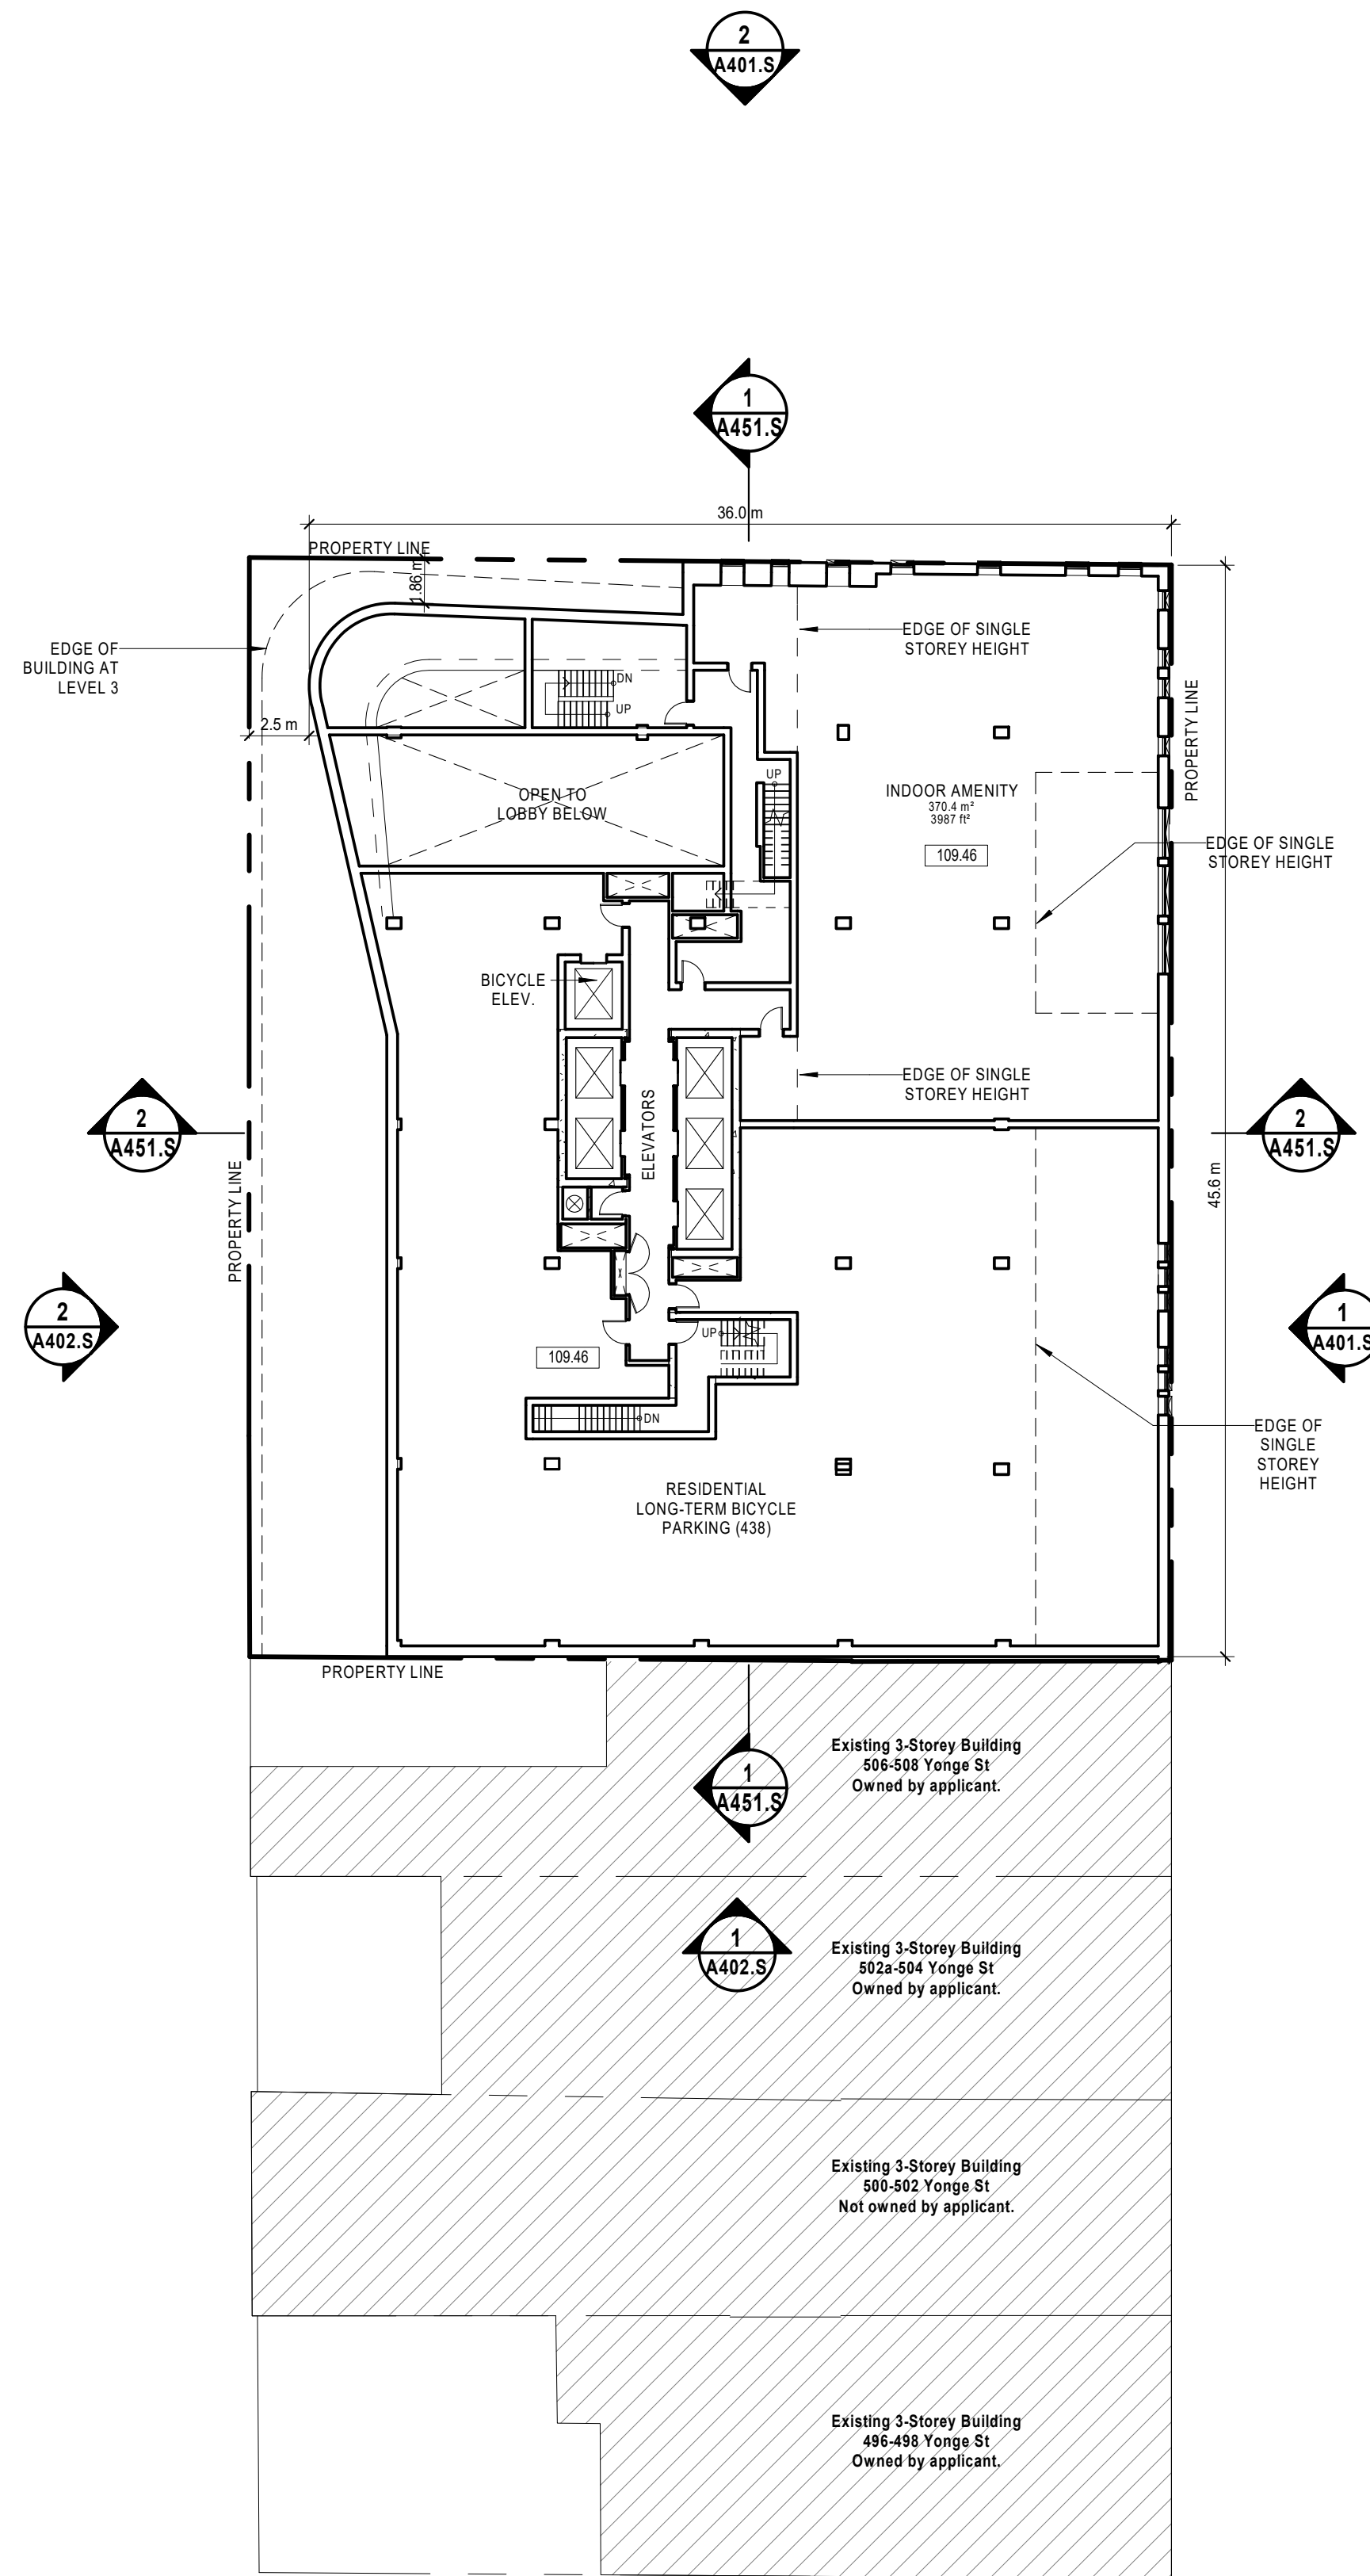 2
A401.S
1
A451.S
36.0 m
PROPERTY LINE
1.86 m
EDGE OF
BUILDING AT
LEVEL 3
EDGE OF SINGLE
STOREY HEIGHT
DN
UP
2.5 m
PROPERTY LINE
UP
INDOOR AMENITY
370.4 m²
3987 ft²
109.46
OPEN TO
LOBBY BELOW
EDGE OF SINGLE
STOREY HEIGHT
BICYCLE
ELEV.
EDGE OF SINGLE
STOREY HEIGHT
ELEVATORS
2
A451.S
2
A451.S
45.6 m
PROPERTY LINE
2
A402.S
1
A401.S
UP
109.46
DN
EDGE OF
SINGLE
STOREY
HEIGHT
RESIDENTIAL
LONG-TERM BICYCLE
PARKING (438)
PROPERTY LINE
Existing 3-Storey Building
506-508 Yonge St
Owned by applicant.
1
A451.S
1
A402.S
Existing 3-Storey Building
502a-504 Yonge St
Owned by applicant.
Existing 3-Storey Building
500-502 Yonge St
Not owned by applicant.
Existing 3-Storey Building
496-498 Yonge St
Owned by applicant.